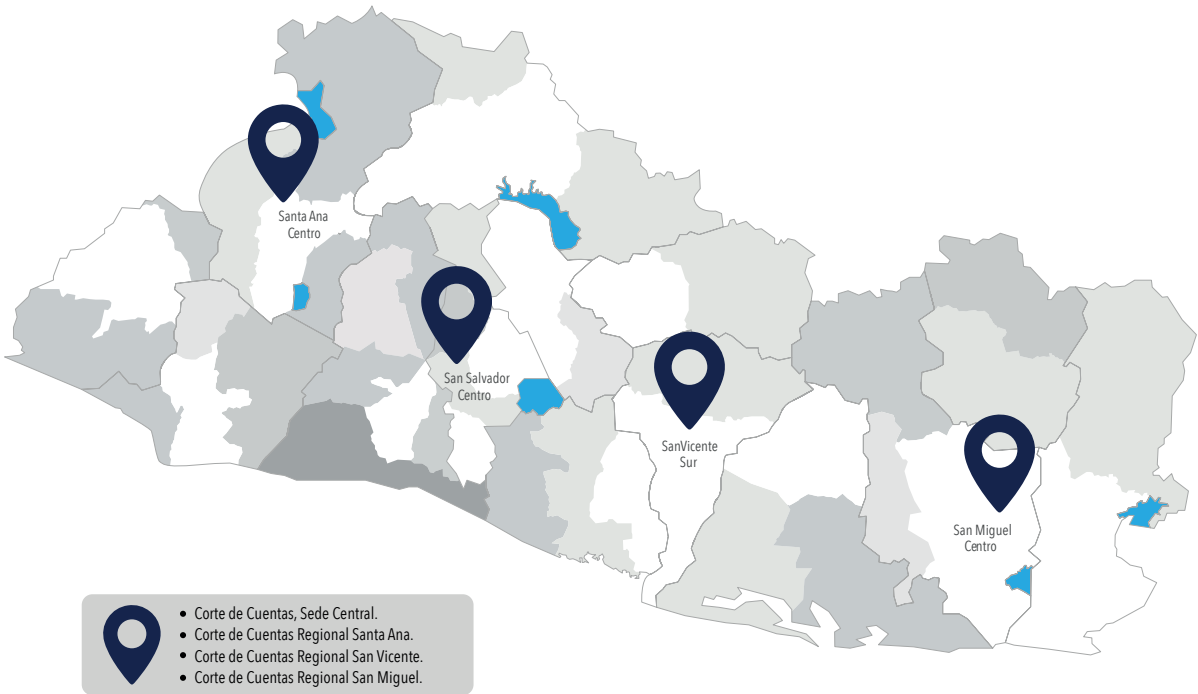 Santa Ana
Centro
San Salvador
Centro
SanVicente
Sur
San Miguel
Centro
• Corte de Cuentas, Sede Central.
• Corte de Cuentas Regional Santa Ana.
• Corte de Cuentas Regional San Vicente.
• Corte de Cuentas Regional San Miguel.